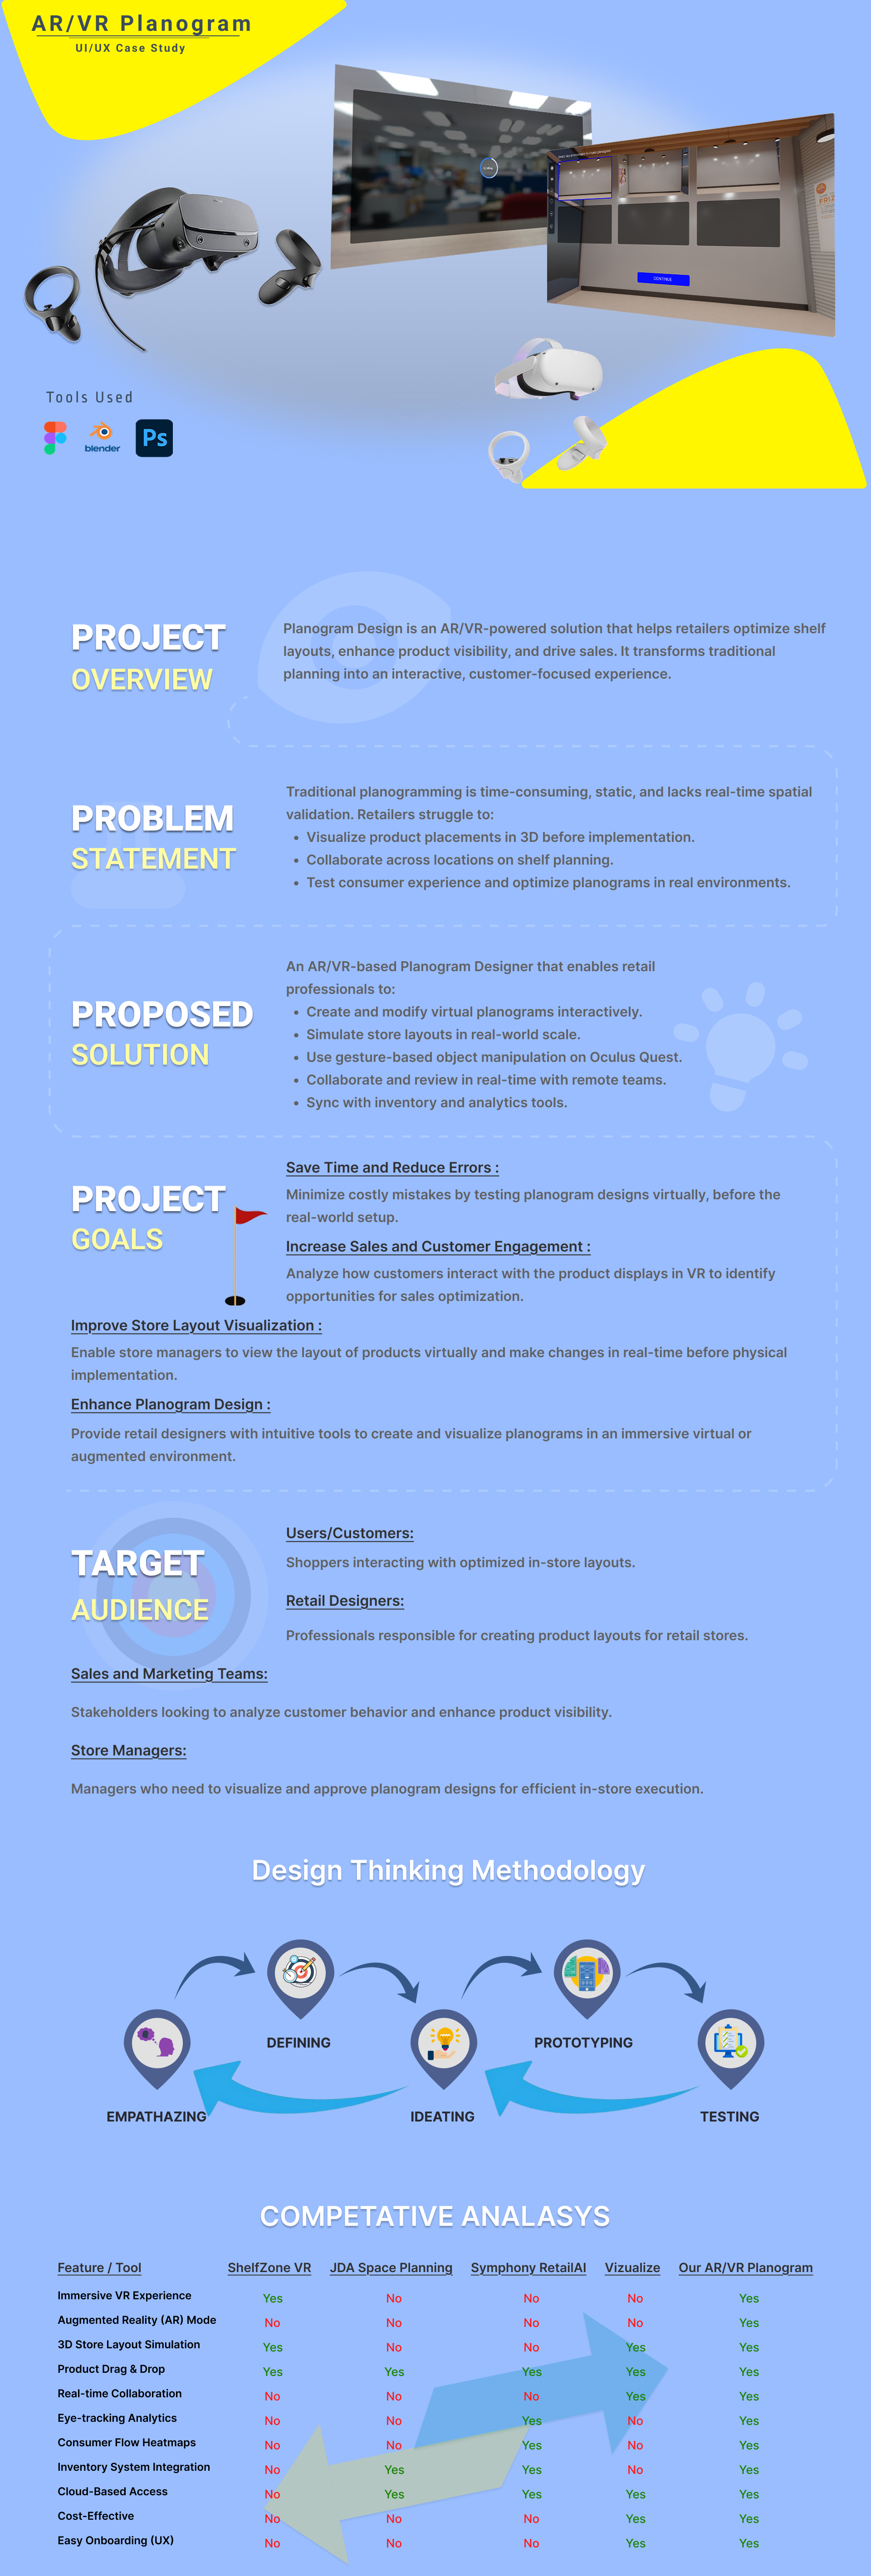 AR/VR Planogram
UI/UX Case Study
CONTINUE
Tools Used
blender
Ps
PROJECT
OVERVIEW
Planogram Design is an AR/VR-powered solution that helps retailers optimize shelf
layouts, enhance product visibility, and drive sales. It transforms traditional
planning into an interactive, customer-focused experience.
PROBLEM
STATEMENT
Traditional planogramming is time-consuming, static, and lacks real-time spatial
validation. Retailers struggle to:
• Visualize product placements in 3D before implementation.
• Collaborate across locations on shelf planning.
• Test consumer experience and optimize planograms in real environments.
PROPOSED
SOLUTION
An AR/VR-based Planogram Designer that enables retail
professionals to:
• Create and modify virtual planograms interactively.
• Simulate store layouts in real-world scale.
• Use gesture-based object manipulation on Oculus Quest.
• Collaborate and review in real-time with remote teams.
• Sync with inventory and analytics tools.
PROJECT
GOALS
Save Time and Reduce Errors :
Minimize costly mistakes by testing planogram designs virtually, before the
real-world setup.
Increase Sales and Customer Engagement :
Analyze how customers interact with the product displays in VR to identify
opportunities for sales optimization.
Improve Store Layout Visualization :
Enable store managers to view the layout of products virtually and make changes in real-time before physical
implementation.
Enhance Planogram Design :
Provide retail designers with intuitive tools to create and visualize planograms in an immersive virtual or
augmented environment.
TARGET
AUDIENCE
Users/Customers:
Shoppers interacting with optimized in-store layouts.
Retail Designers:
Professionals responsible for creating product layouts for retail stores.
Sales and Marketing Teams:
Stakeholders looking to analyze customer behavior and enhance product visibility.
Store Managers:
Managers who need to visualize and approve planogram designs for efficient in-store execution.
Design Thinking Methodology
DEFINING
PROTOTYPING
EMPATHAZING
IDEATING
TESTING
COMPETATIVE ANALASYS
Feature / Tool ShelfZone VR JDA Space Planning Symphony RetailAI Vizualize Our AR/VR Planogram
Immersive VR Experience Yes No No No Yes
Augmented Reality (AR) Mode No No No No Yes
3D Store Layout Simulation Yes No No Yes Yes
Product Drag & Drop Yes Yes Yes Yes Yes
Real-time Collaboration No No No Yes Yes
Eye-tracking Analytics No No Yes No Yes
Consumer Flow Heatmaps No No Yes No Yes
Inventory System Integration No Yes Yes No Yes
Cloud-Based Access No Yes Yes Yes Yes
Cost-Effective No No No Yes Yes
Easy Onboarding (UX) No No No Yes Yes